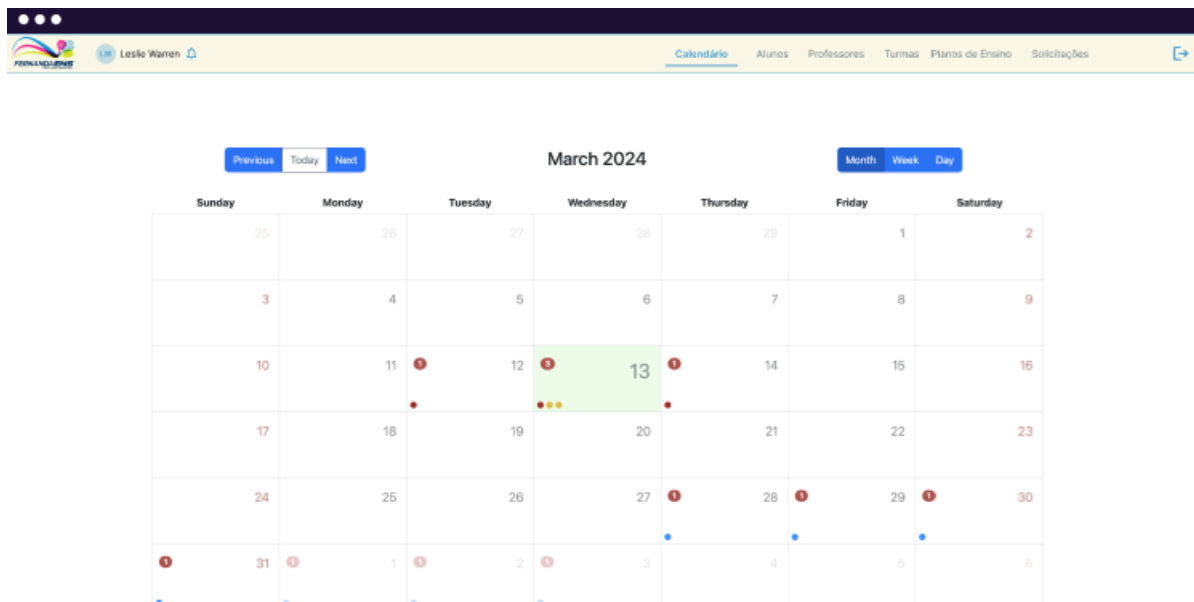 FERNANDA BNS
LM Leslie Warren Calendário Alunos Professores Turmas Planos de Ensino Solicitações
Previous Today Next March 2024 Month Week Day
Sunday Monday Tuesday Wednesday Thursday Friday Saturday
25 26 27 28 29 1 2
3 4 5 6 7 8 9
10 11 1 12 3 13 1 14 15 16
17 18 19 20 21 22 23
24 25 26 27 1 28 1 29 1 30
1 31 1 1 1 2 1 3 4 5 6